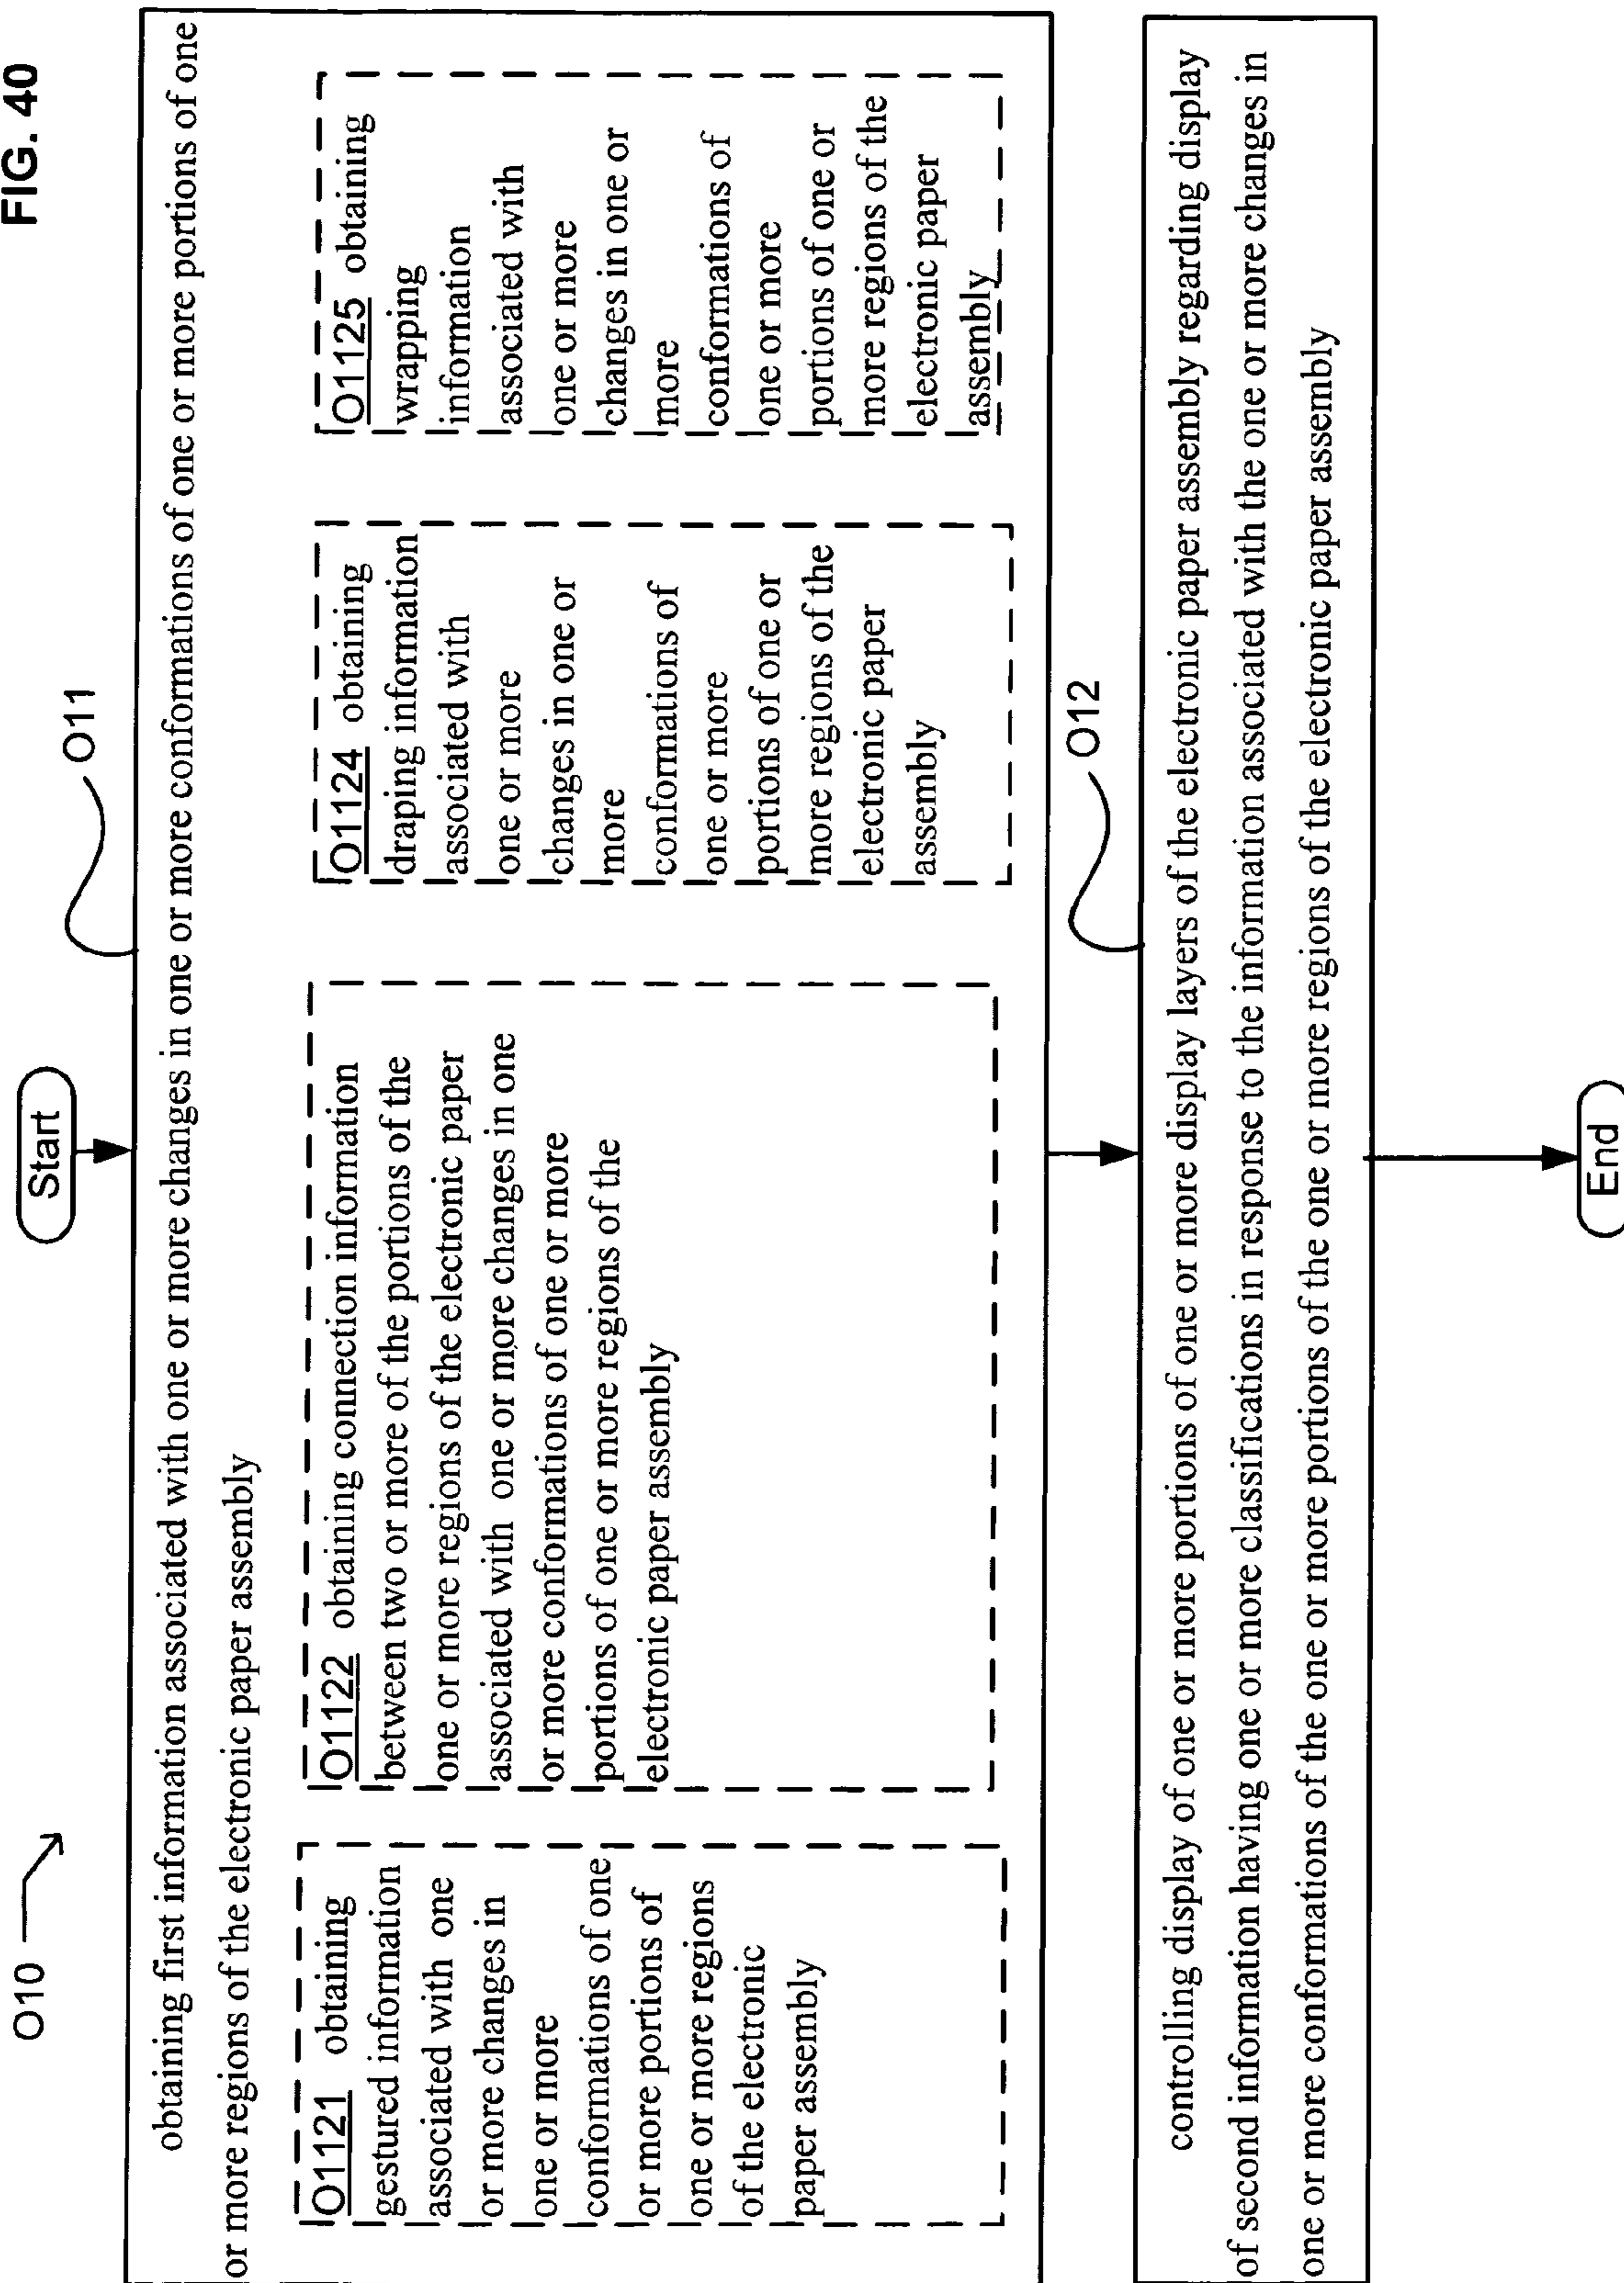 FIG. 40
O10
Start
O11
obtaining first information associated with one or more changes in one or more conformations of one or more portions of one
or more regions of the electronic paper assembly
O1121 obtaining
gestured information
associated with one
or more changes in
one or more
conformations of one
or more portions of
one or more regions
of the electronic
paper assembly
O1122 obtaining connection information
between two or more of the portions of the
one or more regions of the electronic paper
associated with one or more changes in one
or more conformations of one or more
portions of one or more regions of the
electronic paper assembly
O1124 obtaining
draping information
associated with
one or more
changes in one or
more
conformations of
one or more
portions of one or
more regions of the
electronic paper
assembly
O1125 obtaining
wrapping
information
associated with
one or more
changes in one or
more
conformations of
one or more
portions of one or
more regions of the
electronic paper
assembly
O12
controlling display of one or more portions of one or more display layers of the electronic paper assembly regarding display
of second information having one or more classifications in response to the information associated with the one or more changes in
one or more conformations of the one or more portions of the one or more regions of the electronic paper assembly
End